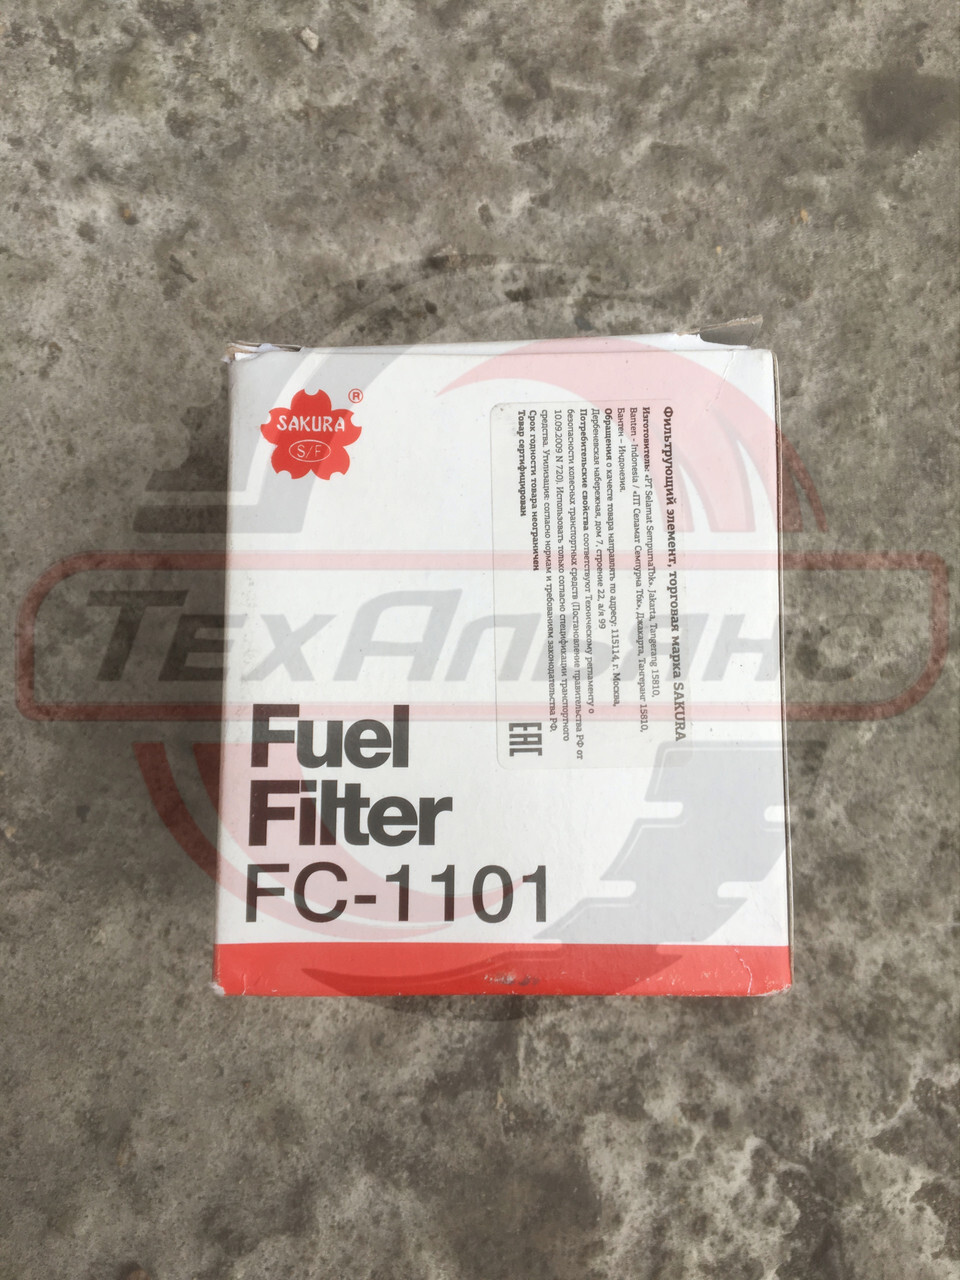 SAKURA
®
S/F
Фильтрующий элемент, торговая марка SAKURA
Изготовитель: «PT Selamat SempurnaTbk», Jakarta, Tangerang 15810,
Banten - Indonesia / «ПТ Селамат Семпурна Тбк», Джакарта, Тангеранг 15810,
Бантен – Индонезия.
Обращения о качестве товара направлять по адресу: 115114, г. Москва,
Дербеневская набережная, дом 7, строение 22, а/я 99
Потребительские свойства соответствуют Техническому регламенту о
безопасности колесных транспортных средств (Постановление правительства РФ от
10.09.2009 N 720). Использовать только согласно спецификации транспортного
средства. Утилизация: согласно нормам и требованиям законодательства РФ.
Срок годности товара неограничен
Товар сертифицирован
EAC
ТехАльянс
Fuel
Filter
FC-1101